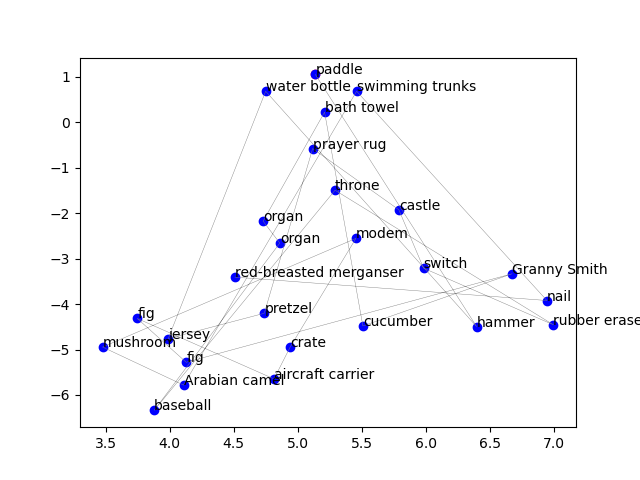 paddle
water bottle
swimming trunks
bath towel
prayer rug
throne
castle
organ
modem
organ
switch
Granny Smith
red-breasted merganser
nail
pretzel
fig
cucumber
hammer
rubber erase
jersey
mushroom
crate
fig
aircraft carrier
Arabian camel
baseball
1
0
−1
−2
−3
−4
−5
−6
3.5 4.0 4.5 5.0 5.5 6.0 6.5 7.0